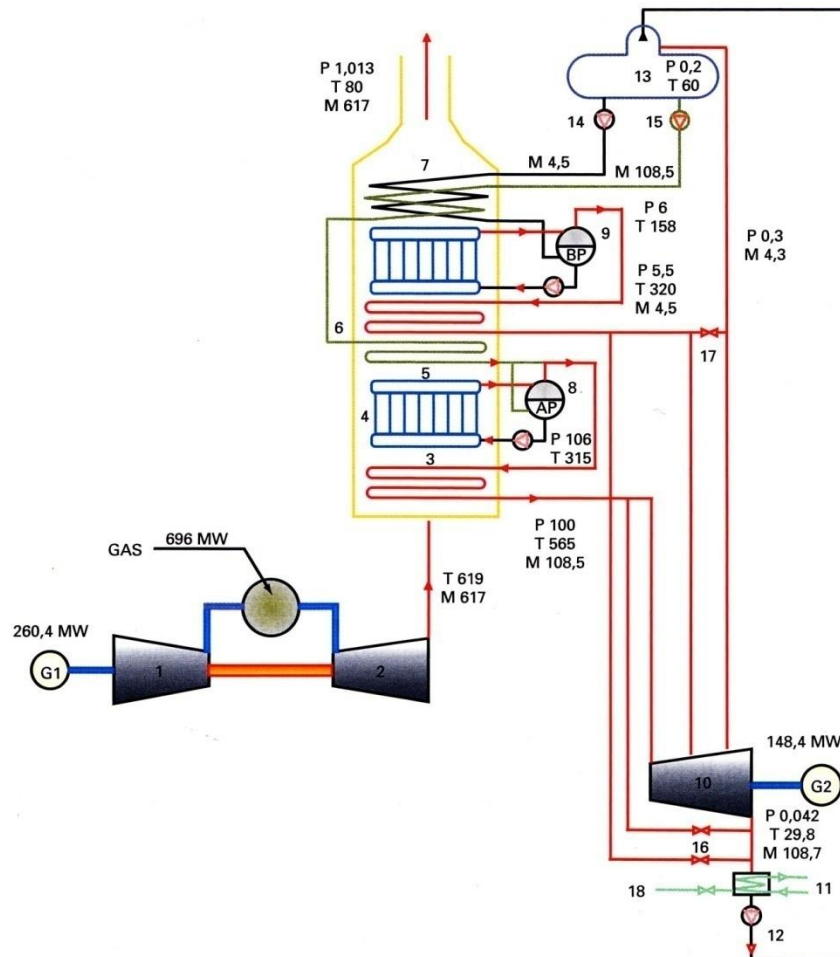 P 1,013
T 80
M 617
13
P 0,2
T 60
14
15
7
M 4,5
M 108,5
9
BP
P 6
T 158
P 5,5
T 320
M 4,5
P 0,3
M 4,3
6
17
5
8
4
AP
3
P 106
T 315
P 100
T 565
M 108,5
GAS
696 MW
T 619
M 617
260,4 MW
G1
1
2
148,4 MW
10
G2
P 0,042
T 29,8
M 108,7
16
18
11
12